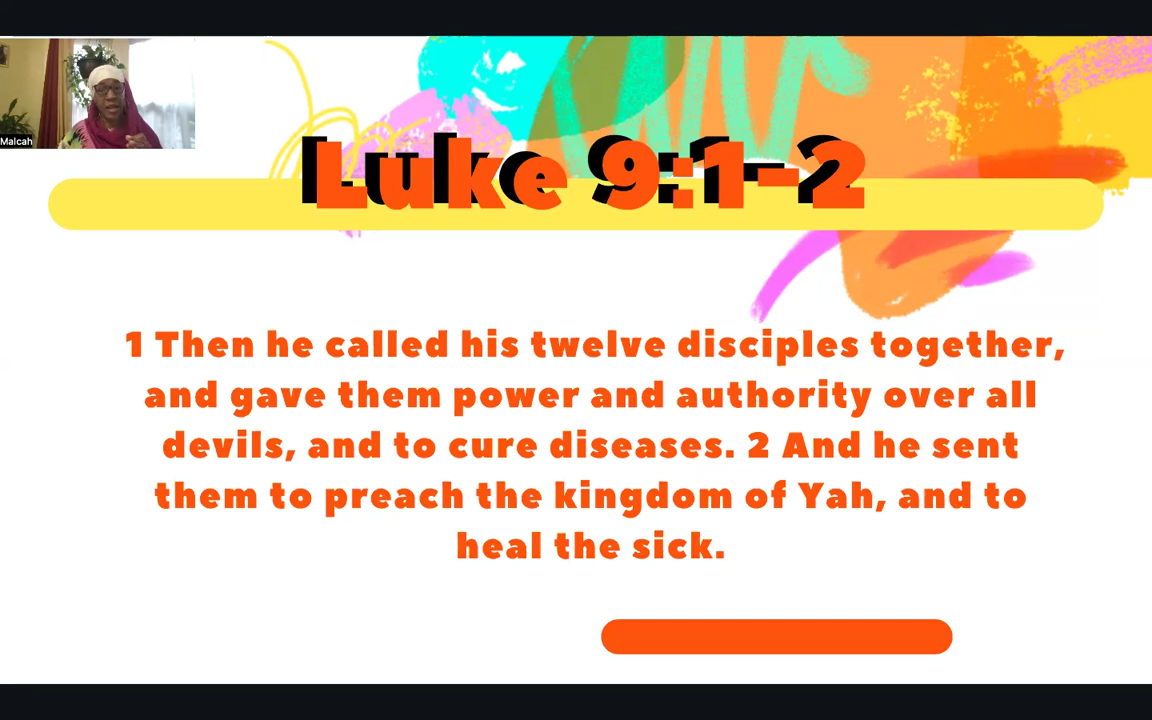 Malcah
Luke 9:1-2
1 Then he called his twelve disciples together,
and gave them power and authority over all
devils, and to cure diseases. 2 And he sent
them to preach the kingdom of Yah, and to
heal the sick.